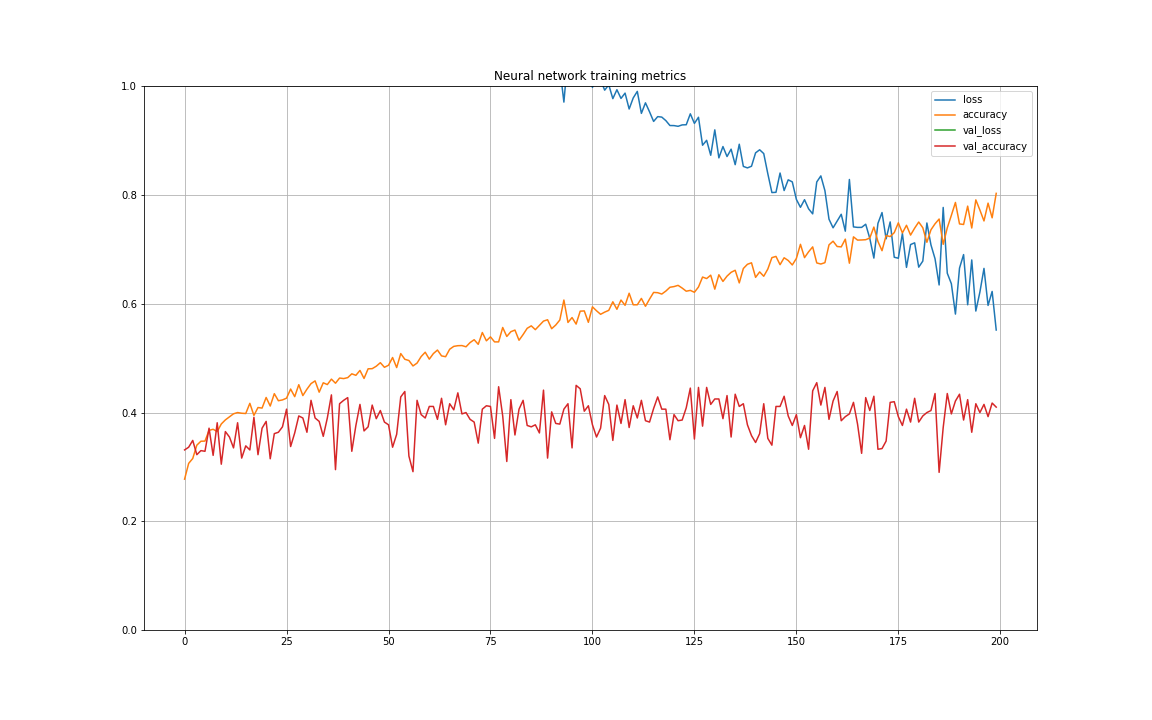 Neural network training metrics
1.0
0.8
0.6
0.4
0.2
0.0
loss
accuracy
val_loss
val_accuracy
0 25 50 75 100 125 150 175 200